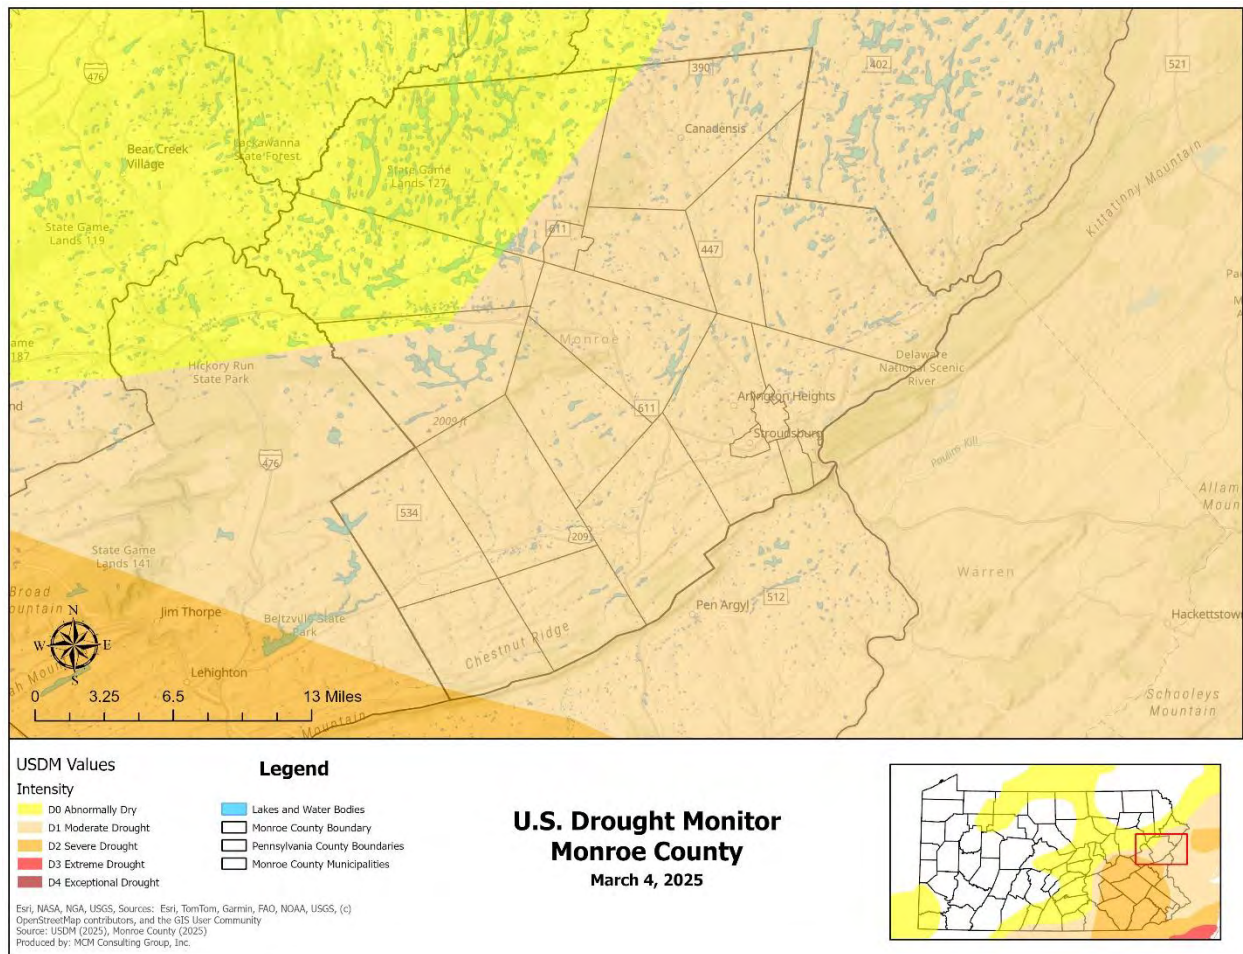 390
402
521
476
Canadensis
Bear Creek
Village
Lackawanna
State Forest
State Game
Lands 127
Kittatinny Mountain
State Game
Lands 119
611
447
Monroe
Delaware
National Scenic
River
Hickory Run
State Park
Arlington Heights
611
2009 ft
Stroudsburg
Paulins Kill
476
534
209
State Game
Lands 141
Warren
Jim Thorpe
Beltzville State
Park
Pen Argyl
512
Hackettstow
Chestnut Ridge
Lehighton
Schooleys
Mountain
Mountain
N
W
E
S
0 3.25 6.5 13 Miles
USDM Values
Intensity
D0 Abnormally Dry
D1 Moderate Drought
D2 Severe Drought
D3 Extreme Drought
D4 Exceptional Drought
Legend
Lakes and Water Bodies
Monroe County Boundary
Pennsylvania County Boundaries
Monroe County Municipalities
U.S. Drought Monitor
Monroe County
March 4, 2025
Esri, NASA, NGA, USGS, Sources: Esri, TomTom, Garmin, FAO, NOAA, USGS, (c)
OpenStreetMap contributors, and the GIS User Community
Source: USDM (2025), Monroe County (2025)
Produced by: MCM Consulting Group, Inc.